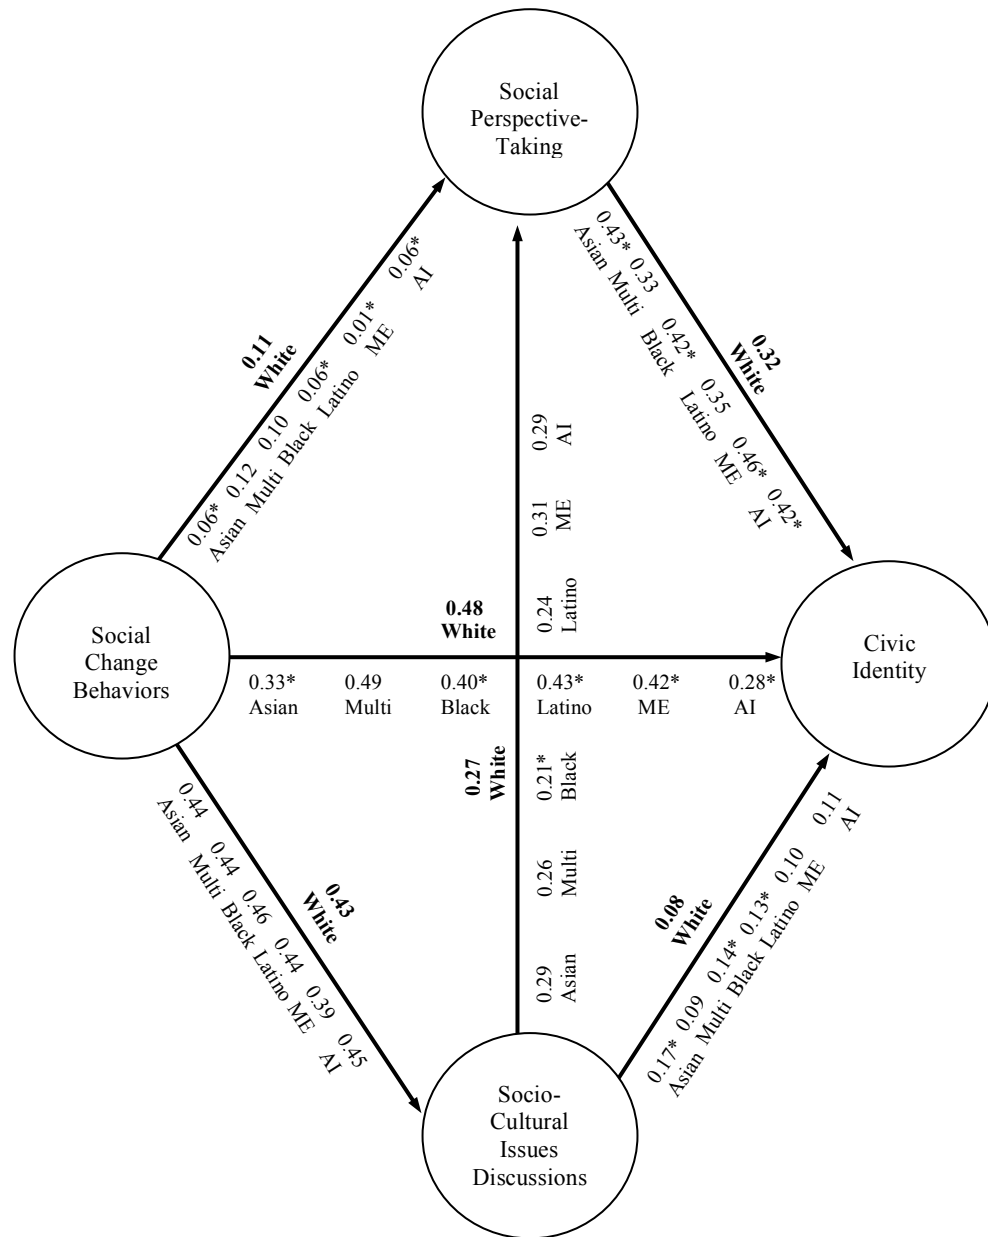 Social
Perspective-
Taking
0.11
White
0.06* 0.12 0.10 0.06* 0.01* 0.06*
Asian Multi Black Latino ME AI
0.43* 0.33 0.42* 0.35 0.46* 0.42*
Asian Multi Black Latino ME AI
0.32
White
0.29
AI
0.31
ME
0.24
Latino
Social
Change
Behaviors
0.48
White
Civic
Identity
0.33* 0.49 0.40* 0.43* 0.42* 0.28*
Asian Multi Black Latino ME AI
0.27
White
0.21*
Black
0.26
Multi
0.29
Asian
0.44 0.44 0.46 0.44 0.39 0.45
Asian Multi Black Latino ME AI
0.43
White
0.08
White
0.17* 0.09 0.14* 0.13* 0.10 0.11
Asian Multi Black Latino ME AI
Socio-
Cultural
Issues
Discussions